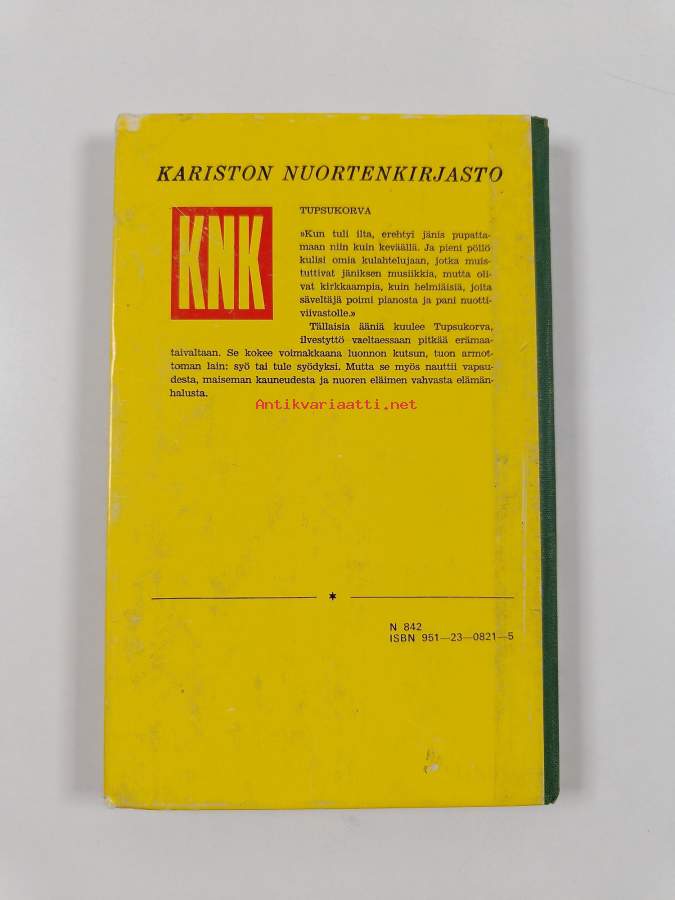 KARISTON NUORTENKIRJASTO
KNK
TUPSUKORVA
»Kun tuli ilta, erehtyi jänis pupatta-
maan niin kuin keväällä. Ja pieni pöllö
kulisi omia kulahtelujaan, jotka muis-
tuttivat jäniksen musiikkia, mutta oli-
vat kirkkaampia, kuin helmiäisiä, joita
säveltäjä poimi pianosta ja pani nuotti-
viivastolle.»
Tällaisia ääniä kuulee Tupsukorva,
ilvestyttö vaeltaessaan pitkää erämaa-
taivaltaan. Se kokee voimakkaana luonnon kutsun, tuon armot-
toman lain: syö tai tule syödyksi. Mutta se myös nauttii vapau-
desta, maiseman kauneudesta ja nuoren eläimen vahvasta elämän-
halusta.
Antikvariaatti.net
N 842
ISBN 951—23—0821—5